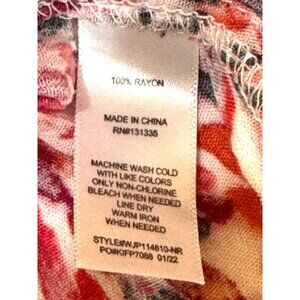 100% RAYON
MADE IN CHINA
RN#131335
MACHINE WASH COLD
WITH LIKE COLORS
ONLY NON-CHLORINE
BLEACH WHEN NEEDED
LINE DRY
WARM IRON
WHEN NEEDED
STYLE#WJP114610-NR
PO#KIFP7088 01/22